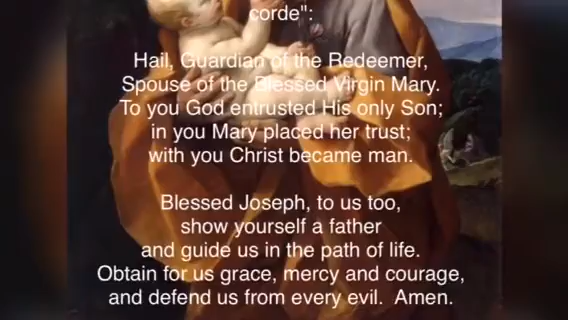 corde":
Hail, Guardian of the Redeemer,
Spouse of the Blessed Virgin Mary.
To you God entrusted His only Son;
in you Mary placed her trust;
with you Christ became man.
Blessed Joseph, to us too,
show yourself a father
and guide us in the path of life.
Obtain for us grace, mercy and courage,
and defend us from every evil.  Amen.